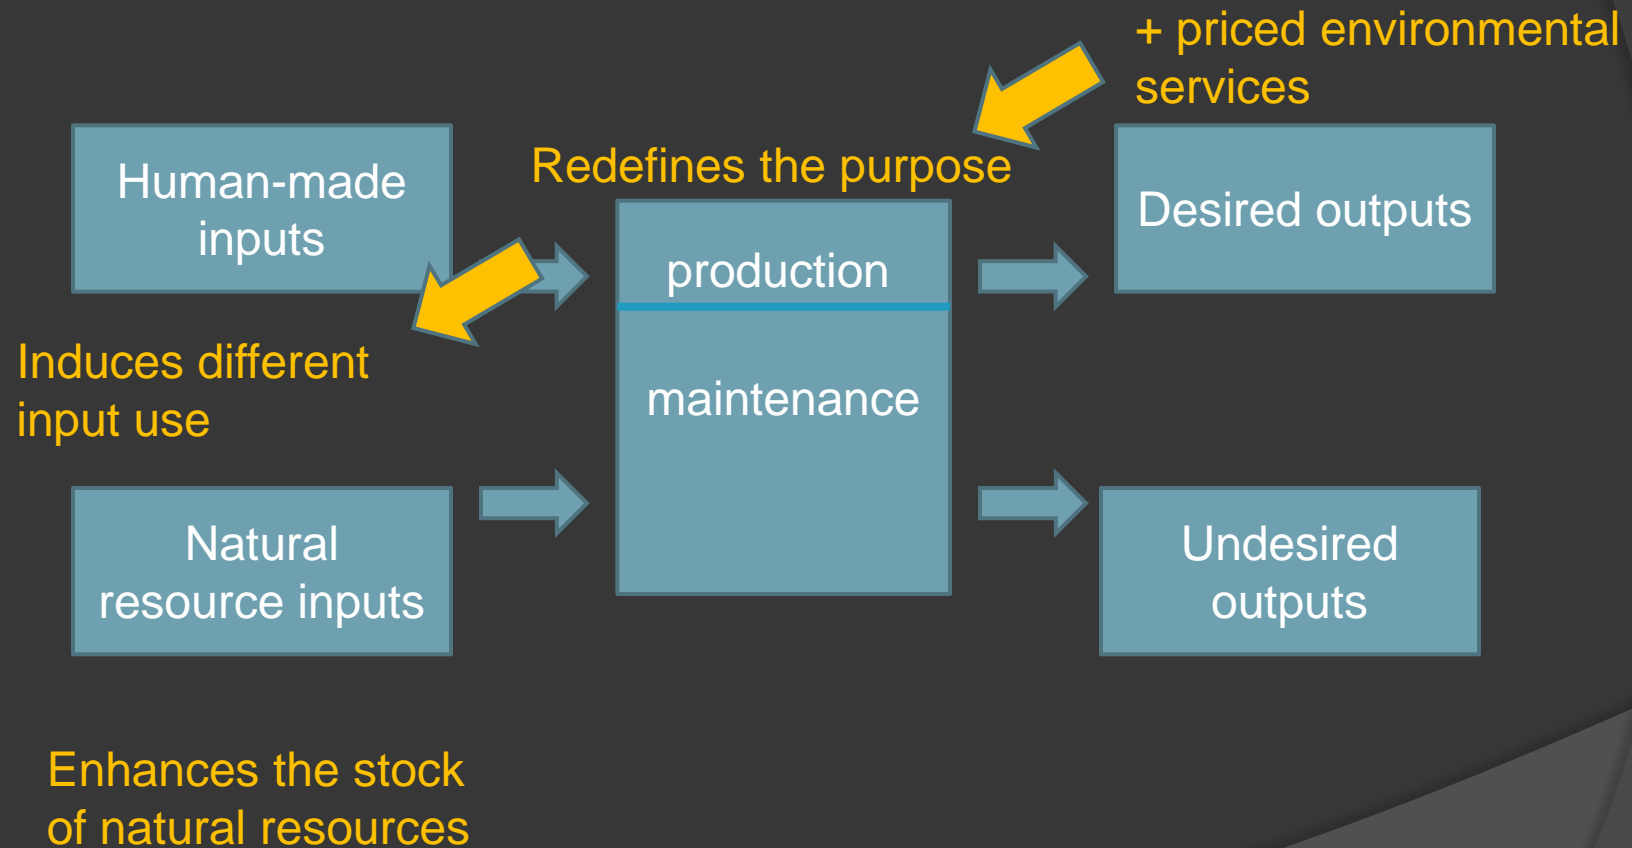 + priced environmental
services
Human-made
inputs
Redefines the purpose
Desired outputs
production
Induces different
input use
maintenance
Natural
resource inputs
Undesired
outputs
Enhances the stock
of natural resources